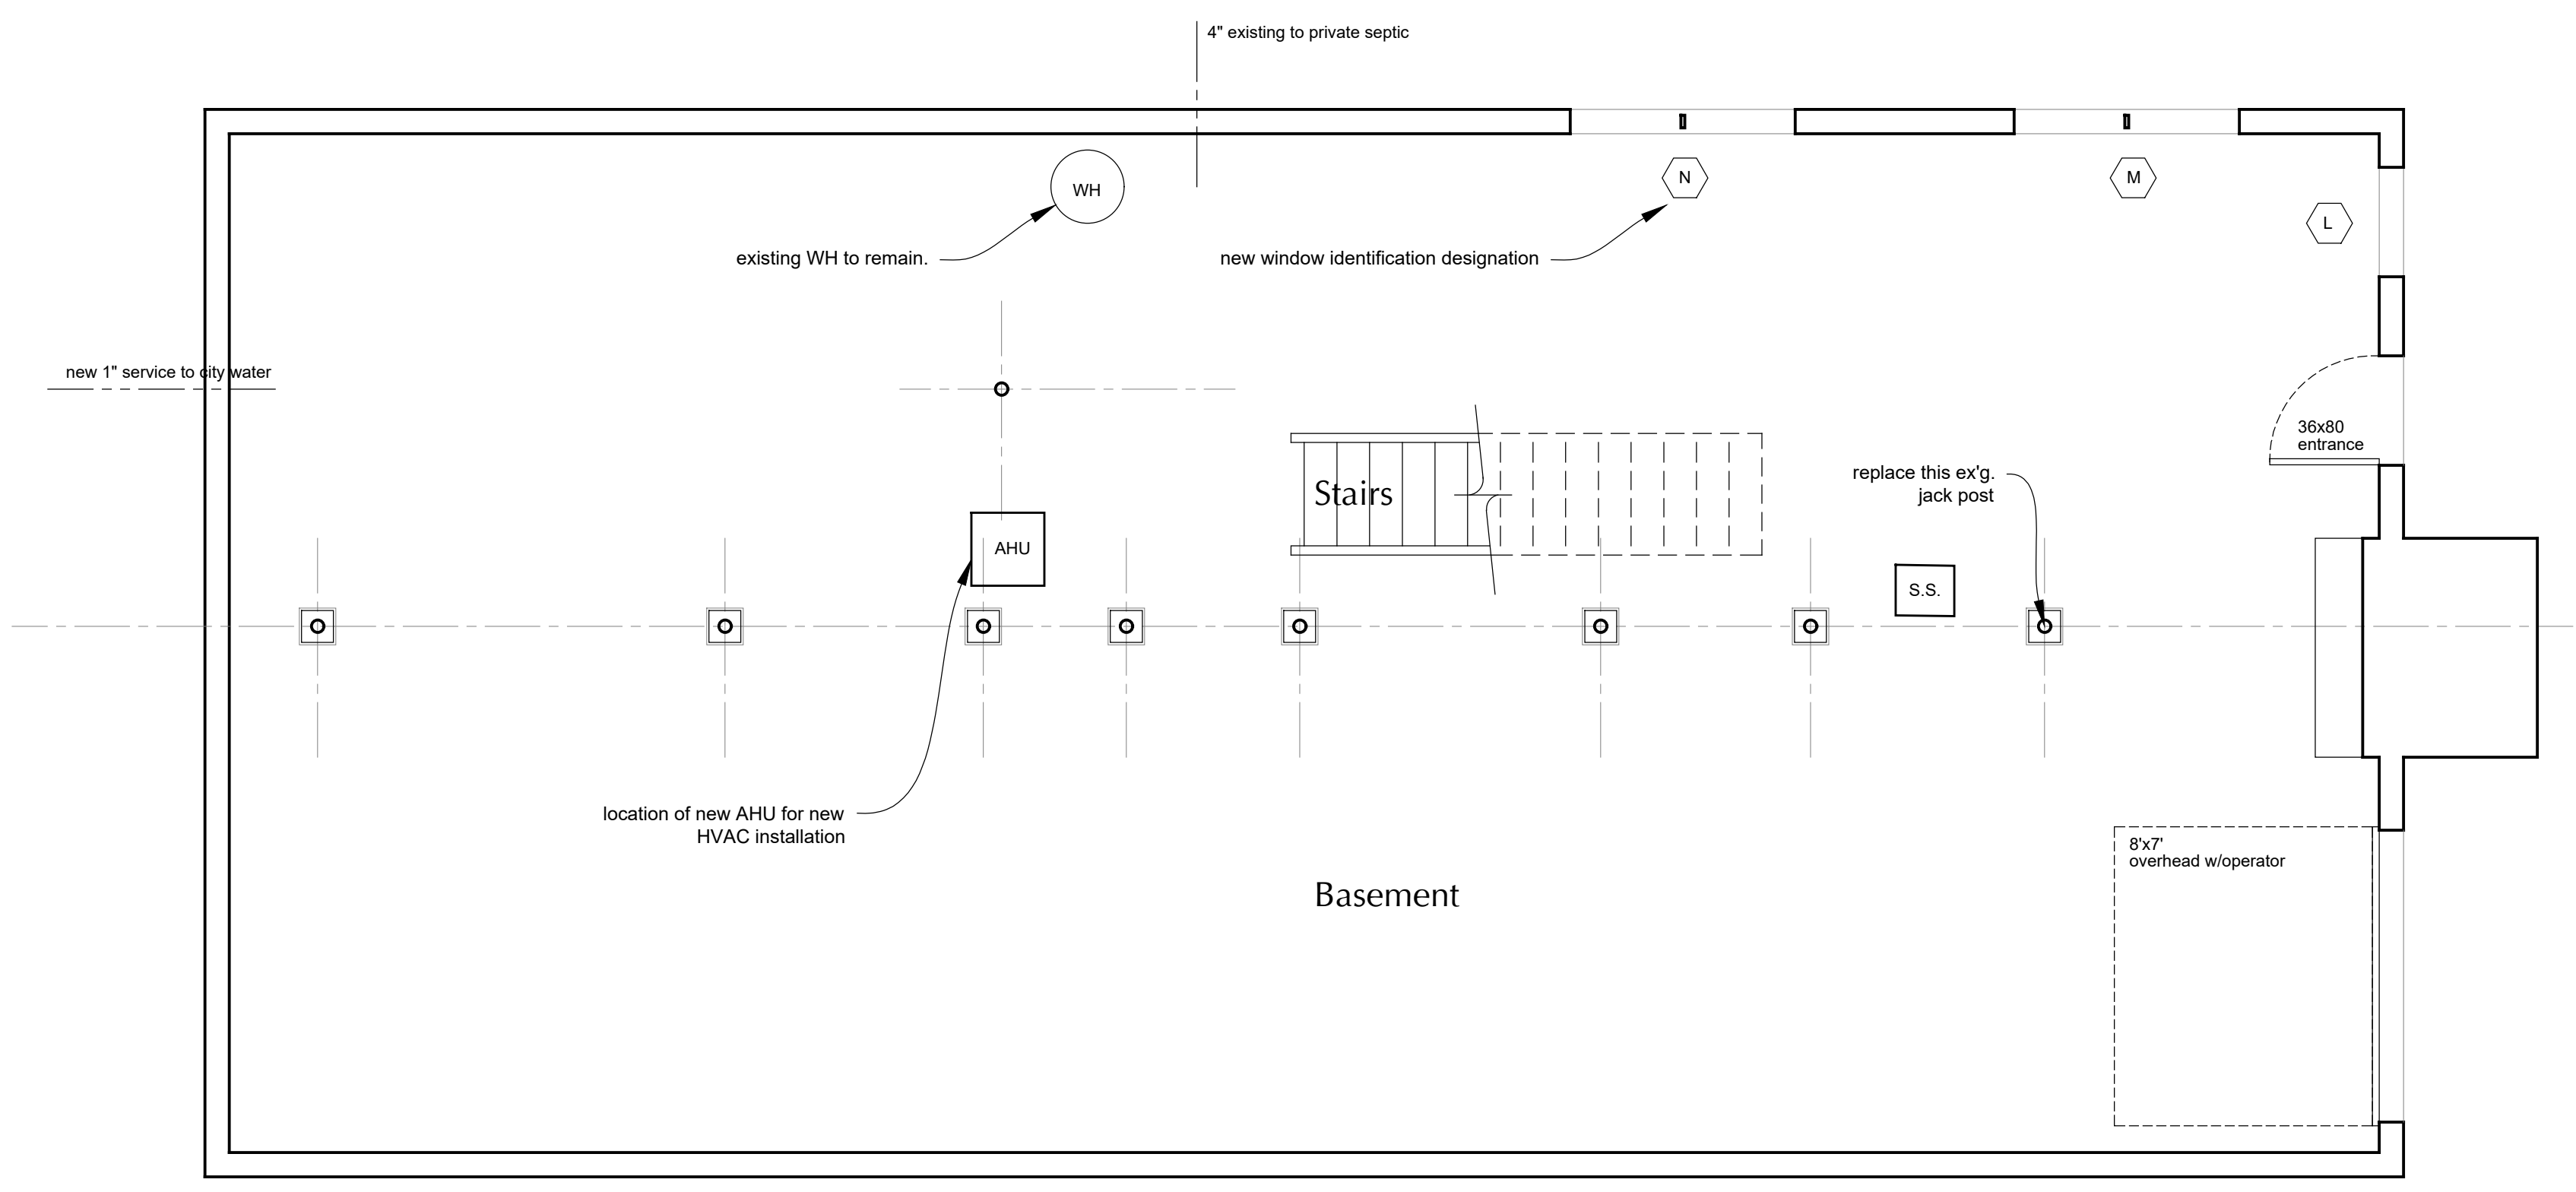 4" existing to private septic
WH
N
M
L
existing WH to remain.
new window identification designation
new 1" service to city water
36x80
entrance
replace this ex'g.
jack post
Stairs
AHU
S.S.
location of new AHU for new
HVAC installation
8'x7'
overhead w/operator
Basement